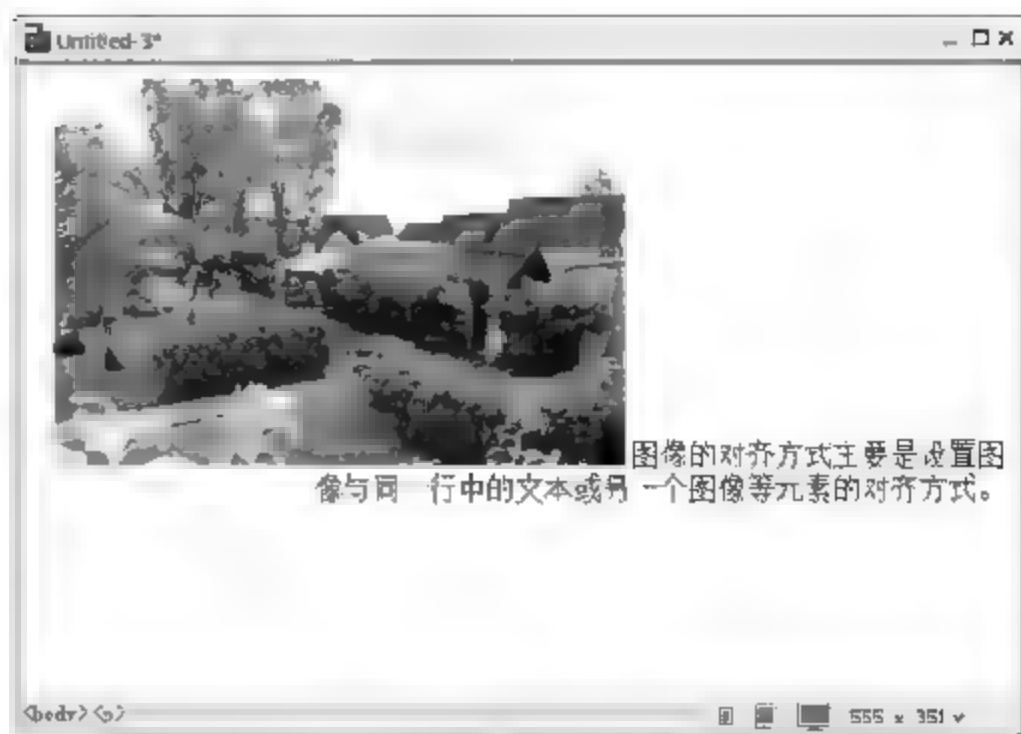 Untitled-3*
图像的对齐方式主要是设置图
像与同一行中的文本或另一个图像等元素的对齐方式。
<body> <p>
555 x 351